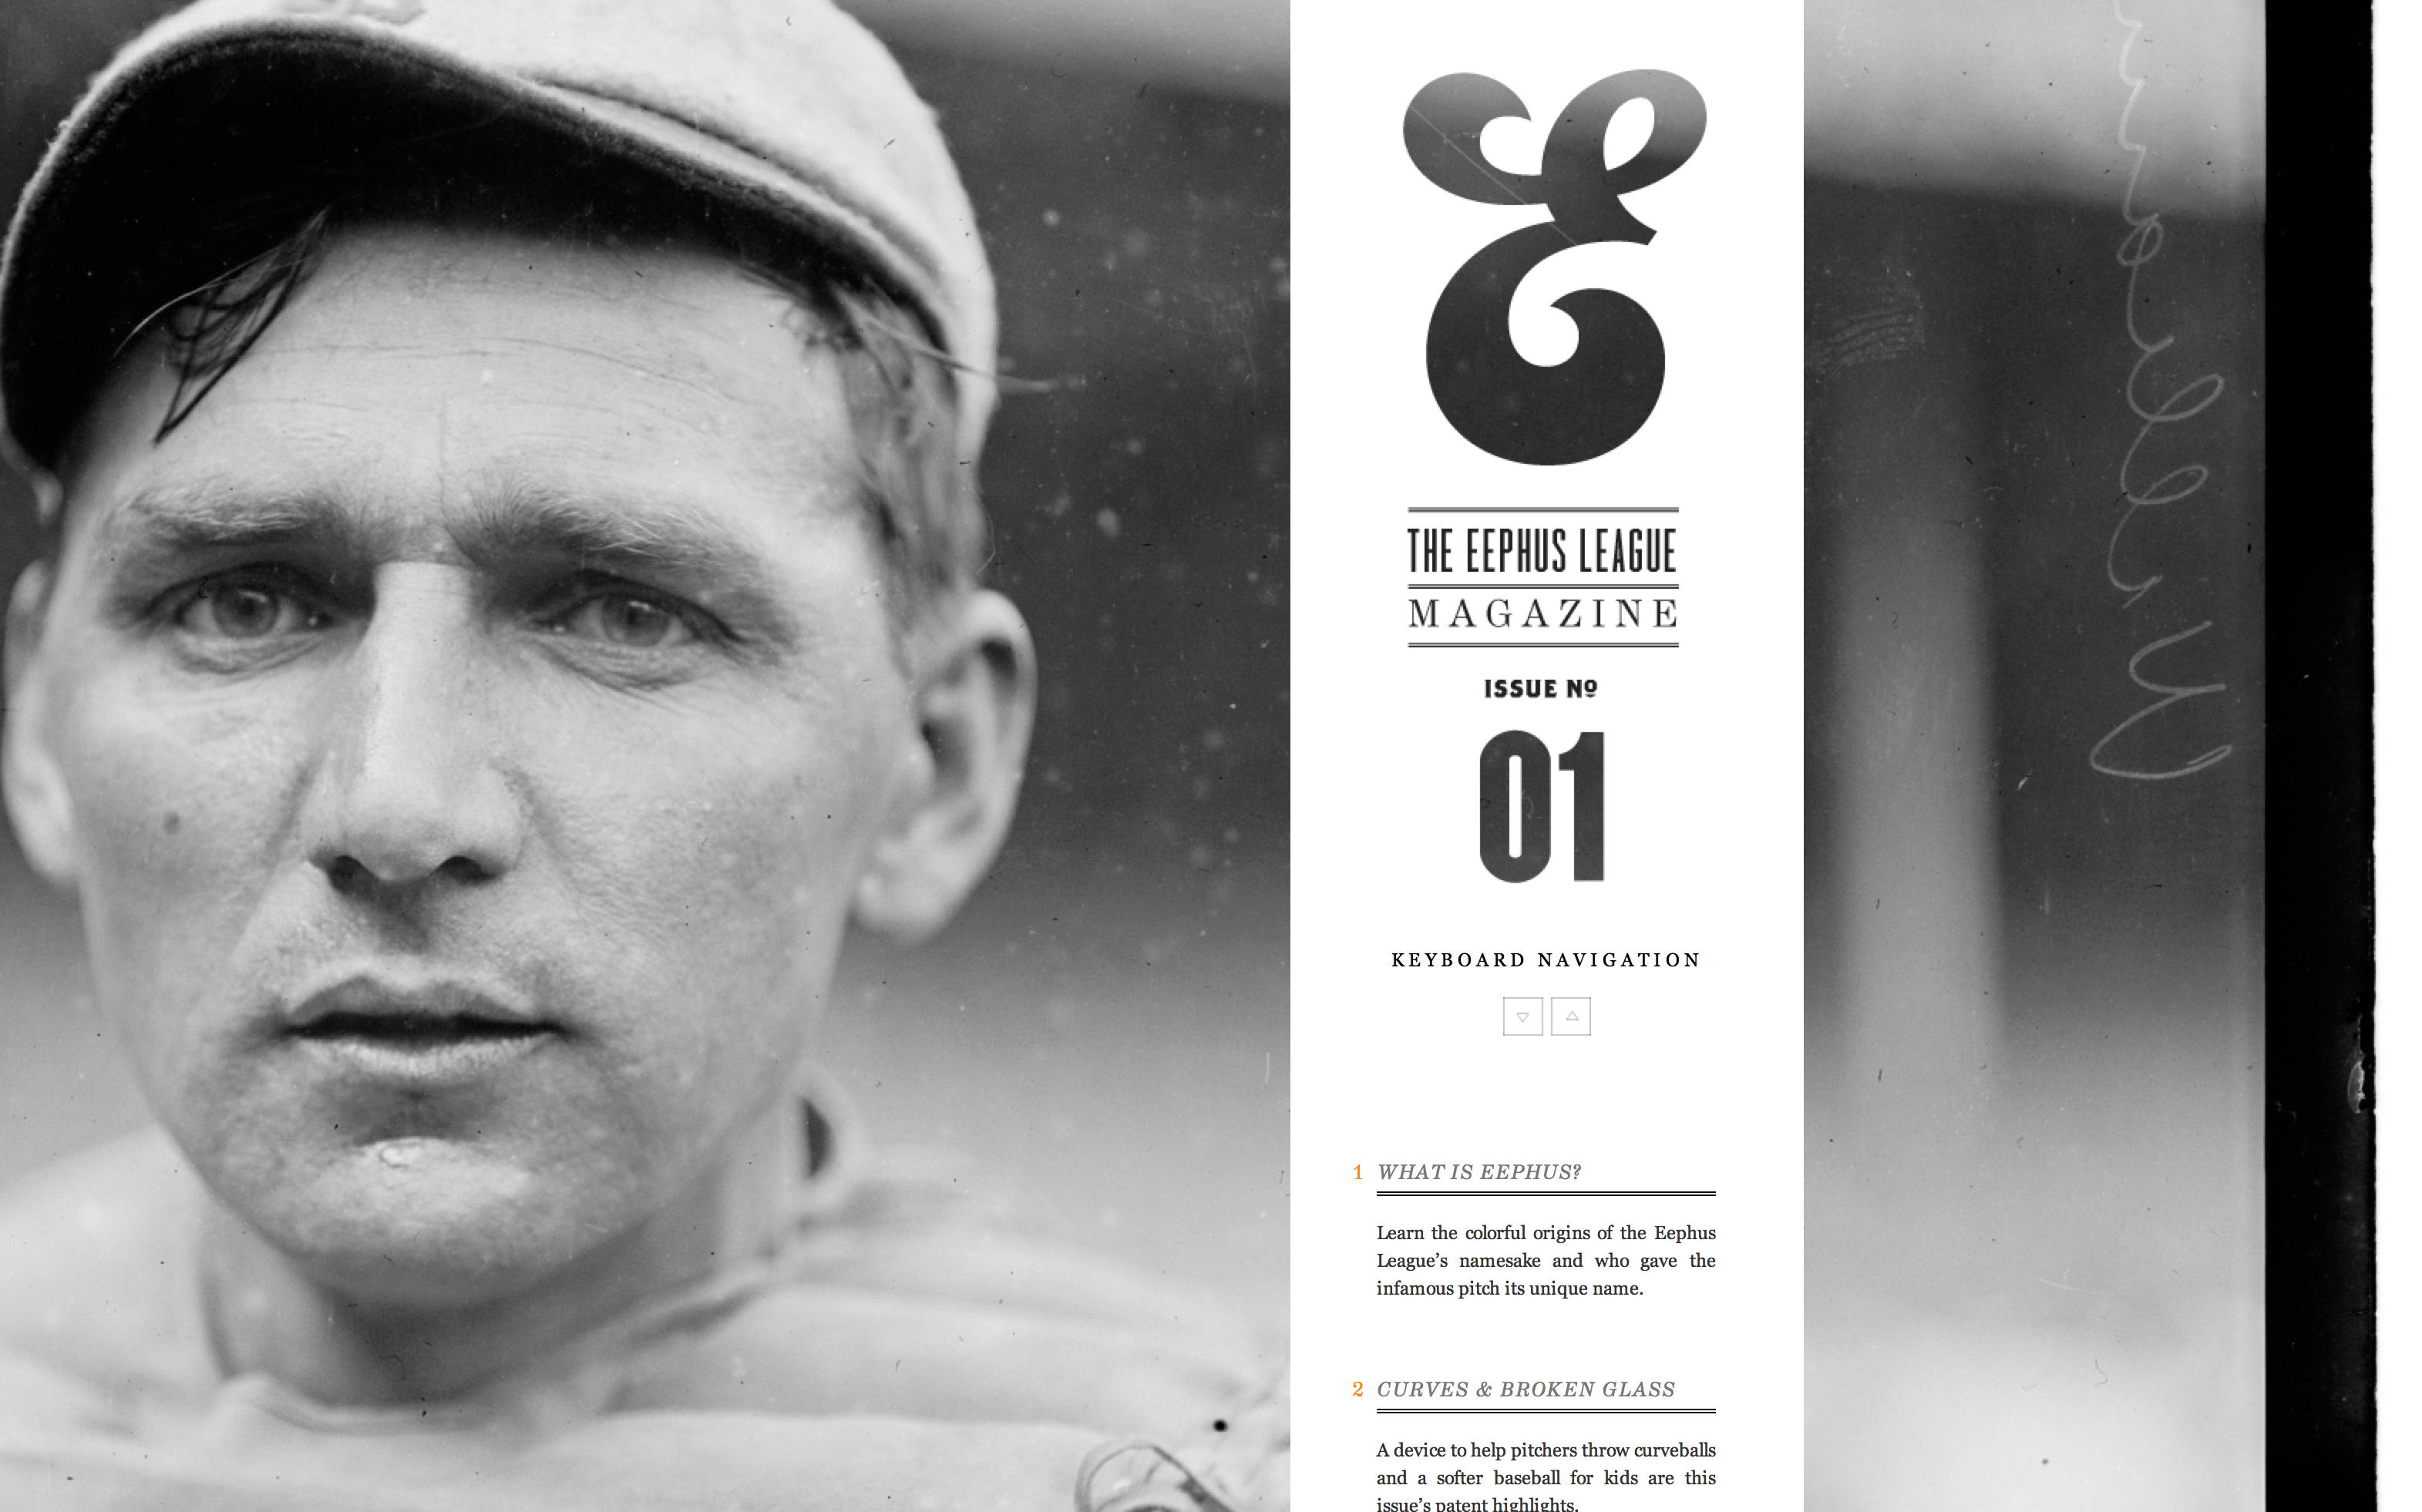 E
THE EEPHUS LEAGUE
MAGAZINE
ISSUE Nº
01
KEYBOARD NAVIGATION
1 WHAT IS EEPHUS?
Learn the colorful origins of the Eephus
League’s namesake and who gave the
infamous pitch its unique name.
2 CURVES & BROKEN GLASS
A device to help pitchers throw curveballs
and a softer baseball for kids are this
issue’s patent highlights.